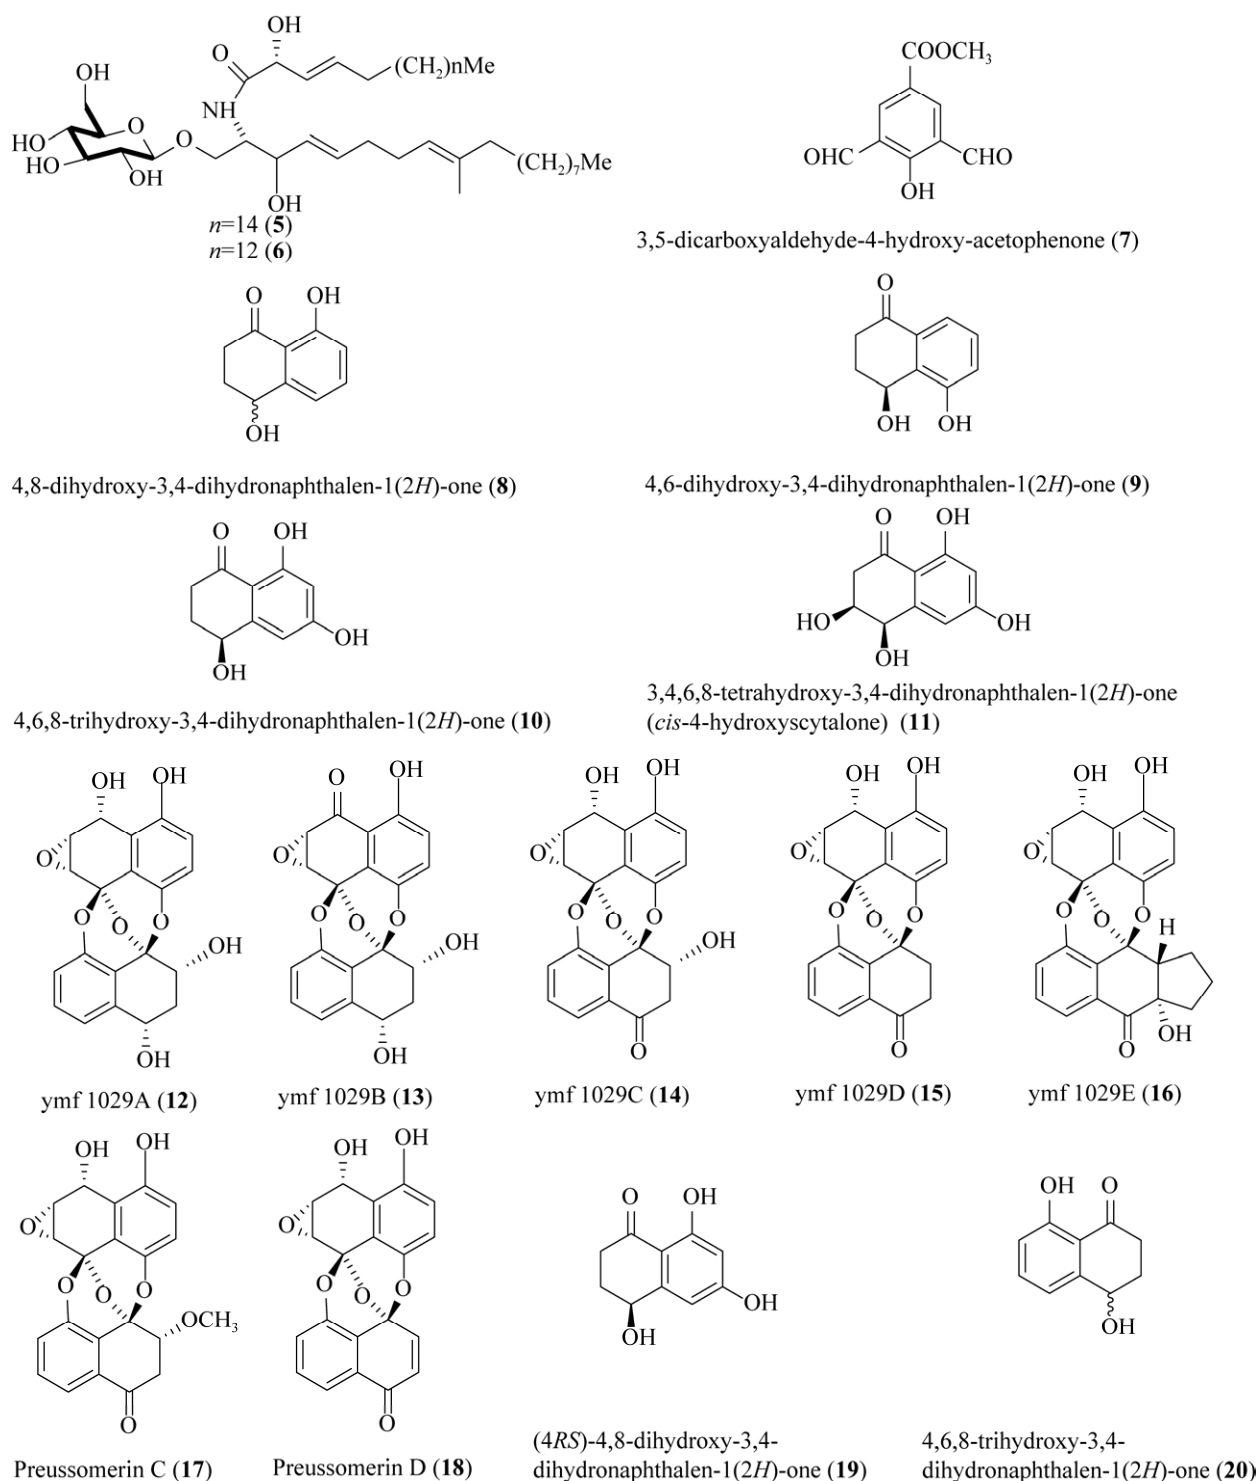 OH
O
(CH₂)nMe
COOCH₃
OH
NH
O
O
HO
HO
OH
(CH₂)₇Me
OH
OHC
CHO
OH
n=14 (5)
n=12 (6)
3,5-dicarboxyaldehyde-4-hydroxy-acetophenone (7)
O OH
O
OH
OH OH
4,8-dihydroxy-3,4-dihydronaphthalen-1(2H)-one (8)
4,6-dihydroxy-3,4-dihydronaphthalen-1(2H)-one (9)
O OH
O OH
OH
OH
HO
OH
OH
3,4,6,8-tetrahydroxy-3,4-dihydronaphthalen-1(2H)-one
4,6,8-trihydroxy-3,4-dihydronaphthalen-1(2H)-one (10)
(cis-4-hydroxyscytalone) (11)
OH OH
O OH
OH OH
OH OH
OH OH
O
O
O
O
O
O O O
O O O
O O O
O O O
O O O
H
OH
OH
OH
OH
OH
OH
O
O
O
ymf 1029A (12)
ymf 1029B (13)
ymf 1029C (14)
ymf 1029D (15)
ymf 1029E (16)
OH OH
OH OH
O OH
OH O
O
O
O O O
O O O
OCH₃
OH
OH
OH
O
O
(4RS)-4,8-dihydroxy-3,4-
4,6,8-trihydroxy-3,4-
Preussomerin C (17)
Preussomerin D (18)
dihydronaphthalen-1(2H)-one (19)
dihydronaphthalen-1(2H)-one (20)